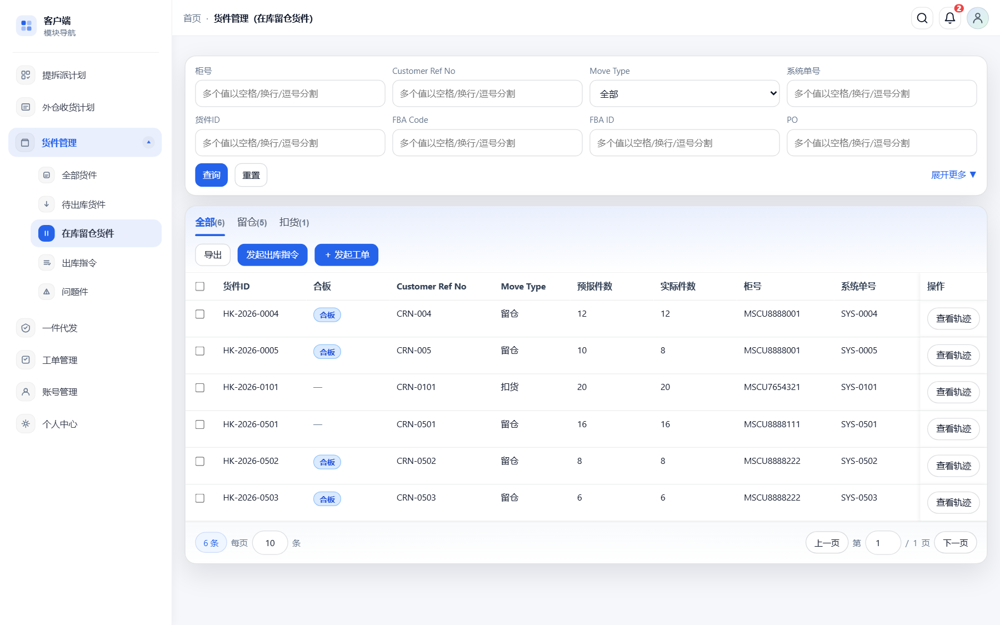 客户端
模块导航
提拆派计划
外仓收货计划
货件管理
全部货件
待出库货件
在库留仓货件
出库指令
问题件
一件代发
工单管理
账号管理
个人中心
首页 · 货件管理（在库留仓货件）
2
柜号 Customer Ref No Move Type 系统单号
多个值以空格/换行/逗号分割 多个值以空格/换行/逗号分割 全部 多个值以空格/换行/逗号分割
货件ID FBA Code FBA ID PO
多个值以空格/换行/逗号分割 多个值以空格/换行/逗号分割 多个值以空格/换行/逗号分割 多个值以空格/换行/逗号分割
查询 重置 展开更多 ▼
全部(6) 留仓(5) 扣货(1)
导出 发起出库指令 + 发起工单
货件ID 合板 Customer Ref No Move Type 预报件数 实际件数 柜号 系统单号 操作
HK-2026-0004 合板 CRN-004 留仓 12 12 MSCU8888001 SYS-0004 查看轨迹
HK-2026-0005 合板 CRN-005 留仓 10 8 MSCU8888001 SYS-0005 查看轨迹
HK-2026-0101 — CRN-0101 扣货 20 20 MSCU7654321 SYS-0101 查看轨迹
HK-2026-0501 — CRN-0501 留仓 16 16 MSCU8888111 SYS-0501 查看轨迹
HK-2026-0502 合板 CRN-0502 留仓 8 8 MSCU8888222 SYS-0502 查看轨迹
HK-2026-0503 合板 CRN-0503 留仓 6 6 MSCU8888222 SYS-0503 查看轨迹
6 条 每页 10 条 上一页 第 1 / 1 页 下一页